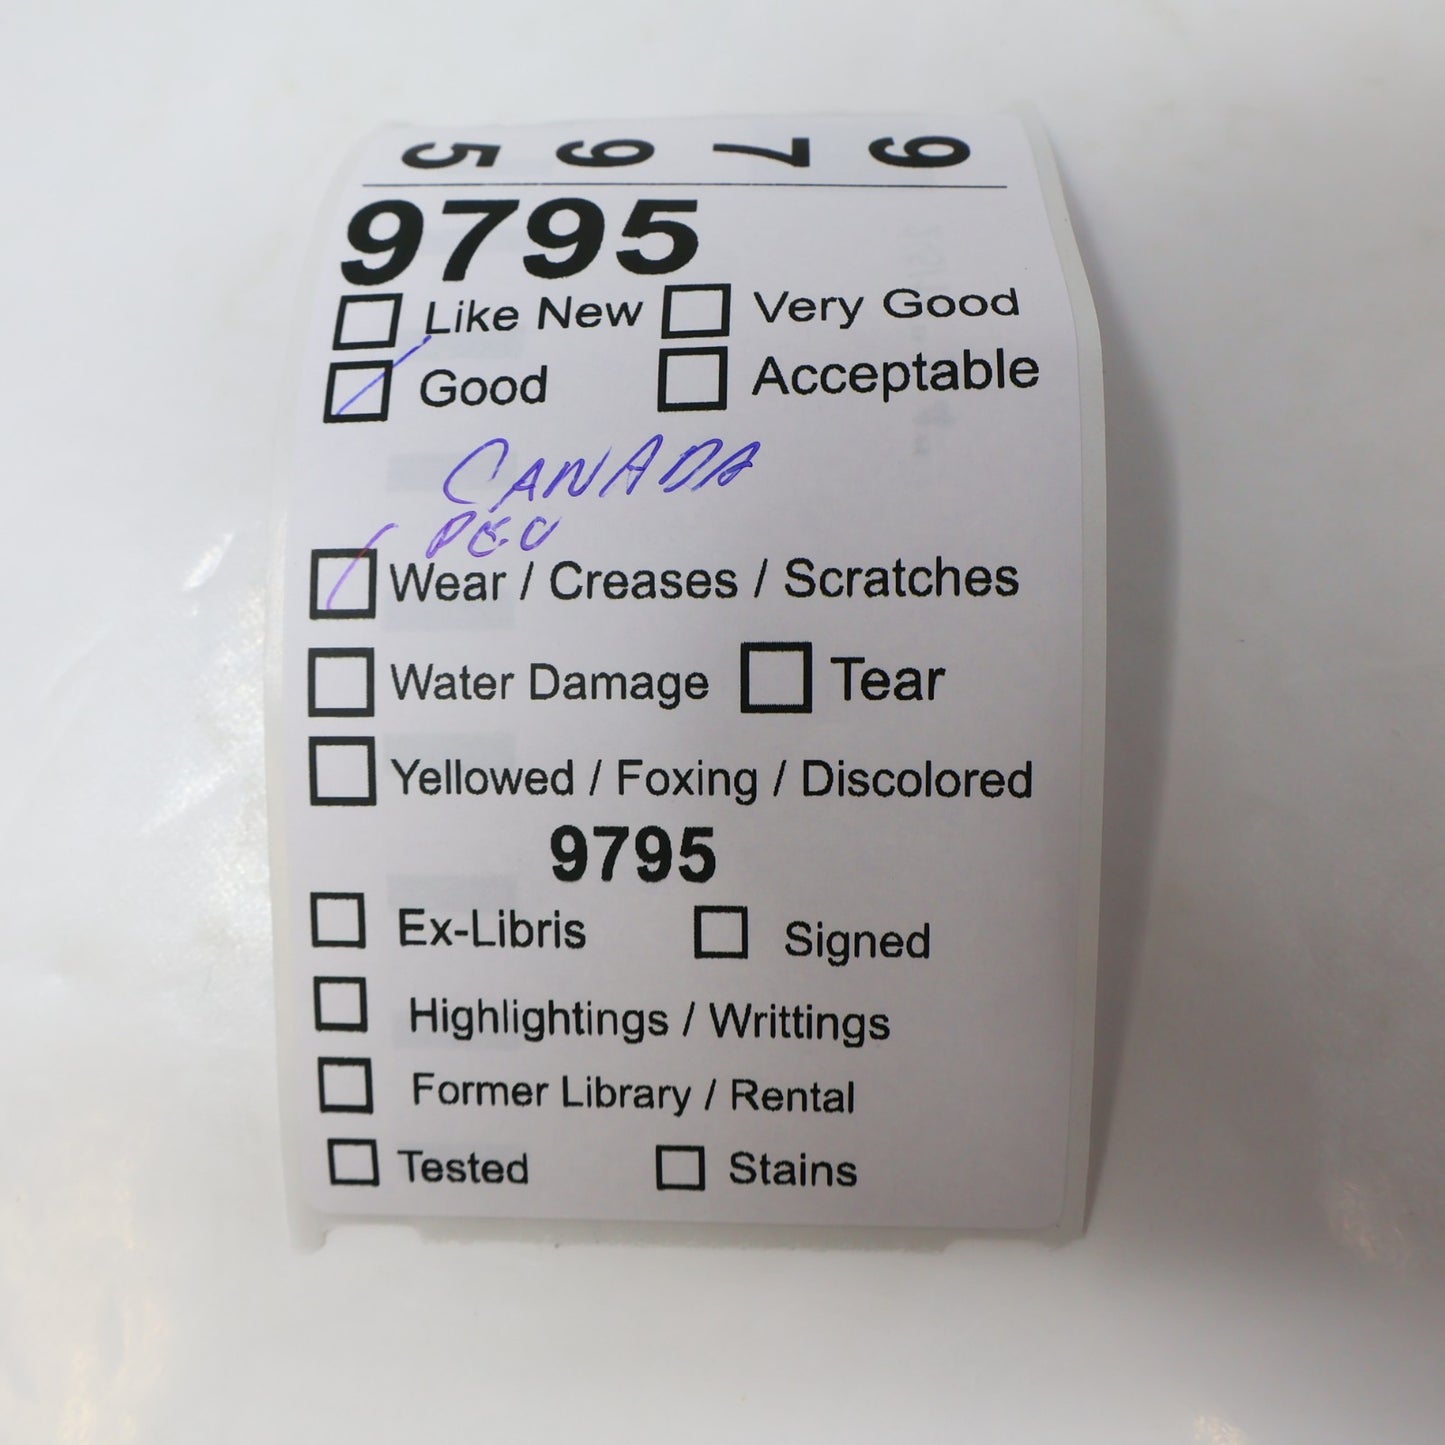 9795
9795
Like New Very Good
Good Acceptable
CANADA
Wear / Creases / Scratches
Water Damage Tear
Yellowed / Foxing / Discolored
9795
Ex-Libris Signed
Highlightings / Writtings
Former Library / Rental
Tested Stains